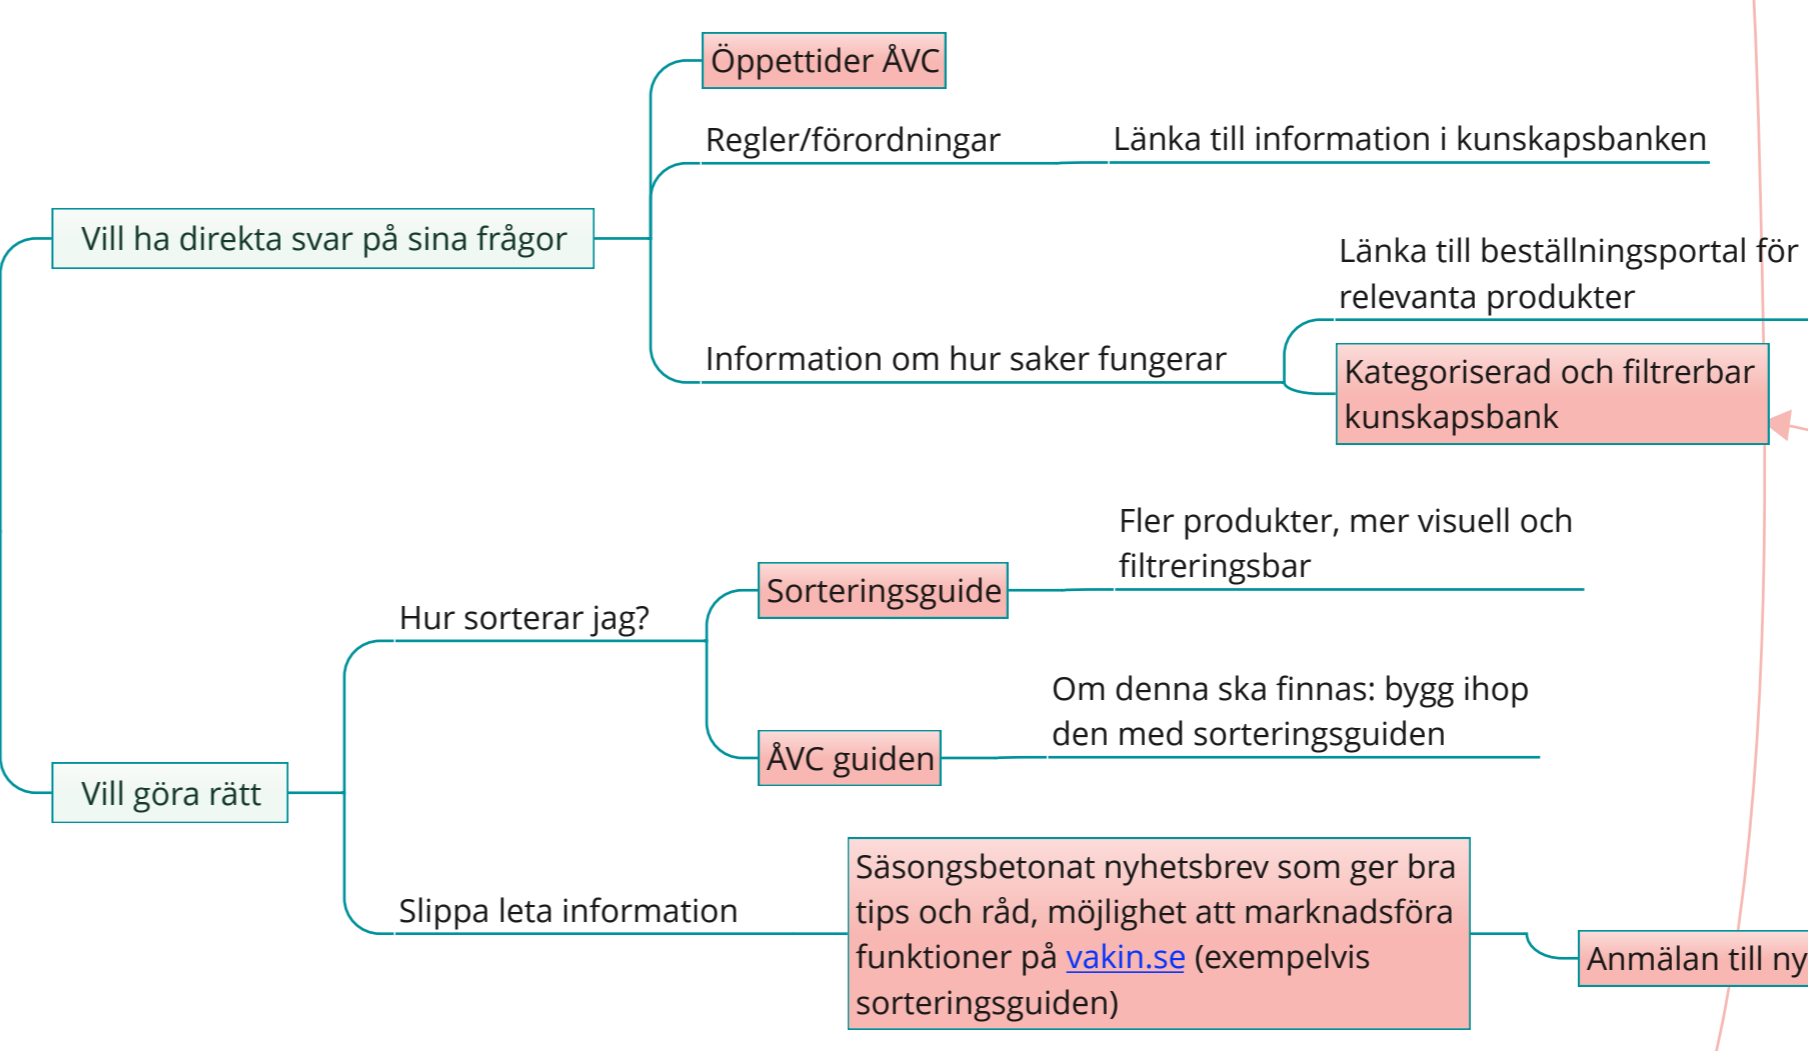 Öppettider ÅVC
Regler/förordningar
Länka till information i kunskapsbanken
Vill ha direkta svar på sina frågor
Länka till beställningsportal för
relevanta produkter
Information om hur saker fungerar
Kategoriserad och filtrerbar
kunskapsbank
Fler produkter, mer visuell och
filtreringsbar
Sorteringsguide
Hur sorterar jag?
Om denna ska finnas: bygg ihop
den med sorteringsguiden
ÅVC guiden
Vill göra rätt
Säsongsbetonat nyhetsbrev som ger bra
tips och råd, möjlighet att marknadsföra
funktioner på vakin.se (exempelvis
sorteringsguiden)
Slippa leta information
Anmälan till ny